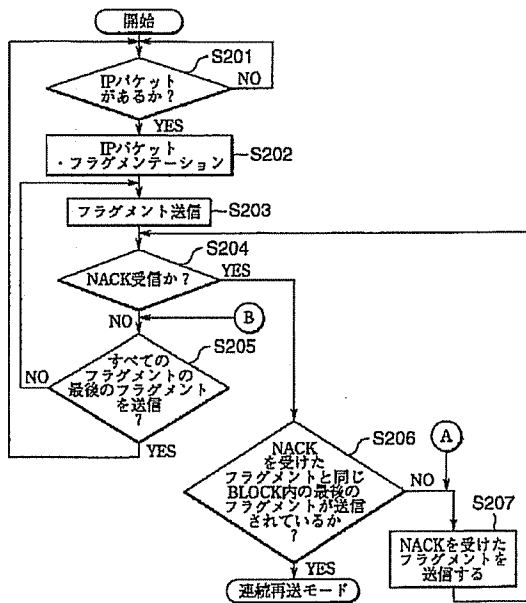 開始
S201
IPパケット
があるか?
NO
YES
IPパケット
・フラグメンテーション
S202
フラグメント送信
S203
S204
NACK受信か?
YES
NO
B
S205
すべての
フラグメントの
最後のフラグメント
を送信
?
NO
YES
S206
NACK
を受けた
フラグメントと同じ
BLOCK内の最後の
フラグメントが送信
されているか
?
NO
A
S207
NACKを受けた
フラグメントを
送信する
YES
連続再送モード